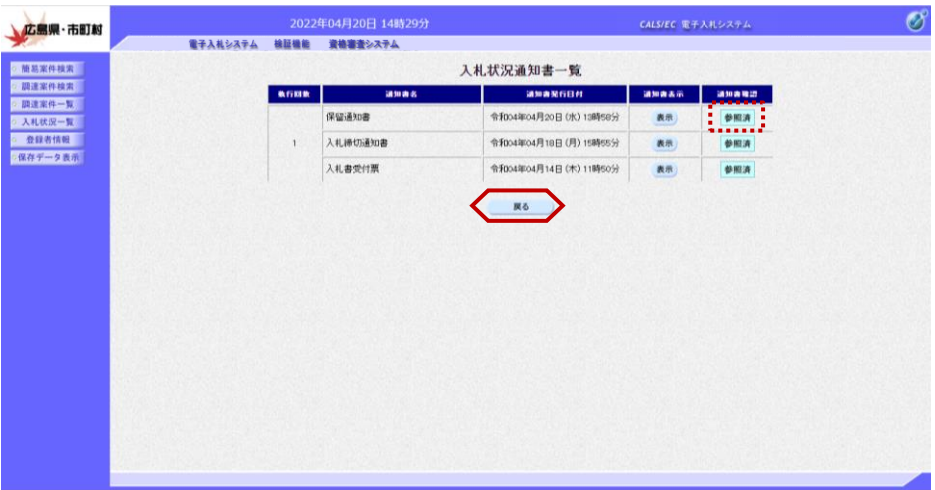 広島県・市町村
2022年04月20日 14時29分
CALS/EC 電子入札システム
電子入札システム 検証機能 資格審査システム
簡易案件検索
調達案件検索
調達案件一覧
入札状況一覧
登録者情報
保存データ表示
入札状況通知書一覧
執行回数 通知書名 通知書発行日付 通知書表示 通知書確認
保留通知書 令和04年04月20日 (水) 13時58分 表示 参照済
1 入札締切通知書 令和04年04月18日 (月) 15時55分 表示 参照済
入札書受付票 令和04年04月14日 (木) 11時50分 表示 参照済
戻る